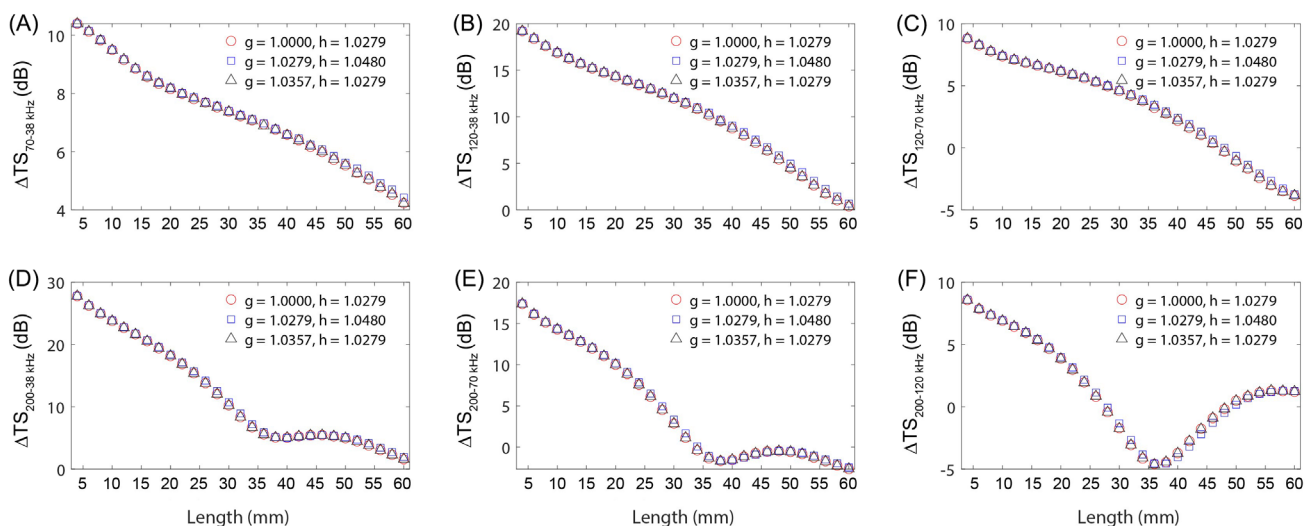 (A)
ΔTS70-38 kHz (dB)
10
8
6
4
g = 1.0000, h = 1.0279
g = 1.0279, h = 1.0480
g = 1.0357, h = 1.0279
5 10 15 20 25 30 35 40 45 50 55 60
(B)
ΔTS120-38 kHz (dB)
20
15
10
5
0
g = 1.0000, h = 1.0279
g = 1.0279, h = 1.0480
g = 1.0357, h = 1.0279
5 10 15 20 25 30 35 40 45 50 55 60
(C)
ΔTS120-70 kHz (dB)
10
5
0
-5
g = 1.0000, h = 1.0279
g = 1.0279, h = 1.0480
g = 1.0357, h = 1.0279
5 10 15 20 25 30 35 40 45 50 55 60
(D)
ΔTS200-38 kHz (dB)
30
20
10
0
g = 1.0000, h = 1.0279
g = 1.0279, h = 1.0480
g = 1.0357, h = 1.0279
5 10 15 20 25 30 35 40 45 50 55 60
Length (mm)
(E)
ΔTS200-70 kHz (dB)
20
15
10
5
0
g = 1.0000, h = 1.0279
g = 1.0279, h = 1.0480
g = 1.0357, h = 1.0279
5 10 15 20 25 30 35 40 45 50 55 60
Length (mm)
(F)
ΔTS200-120 kHz (dB)
10
5
0
-5
g = 1.0000, h = 1.0279
g = 1.0279, h = 1.0480
g = 1.0357, h = 1.0279
5 10 15 20 25 30 35 40 45 50 55 60
Length (mm)